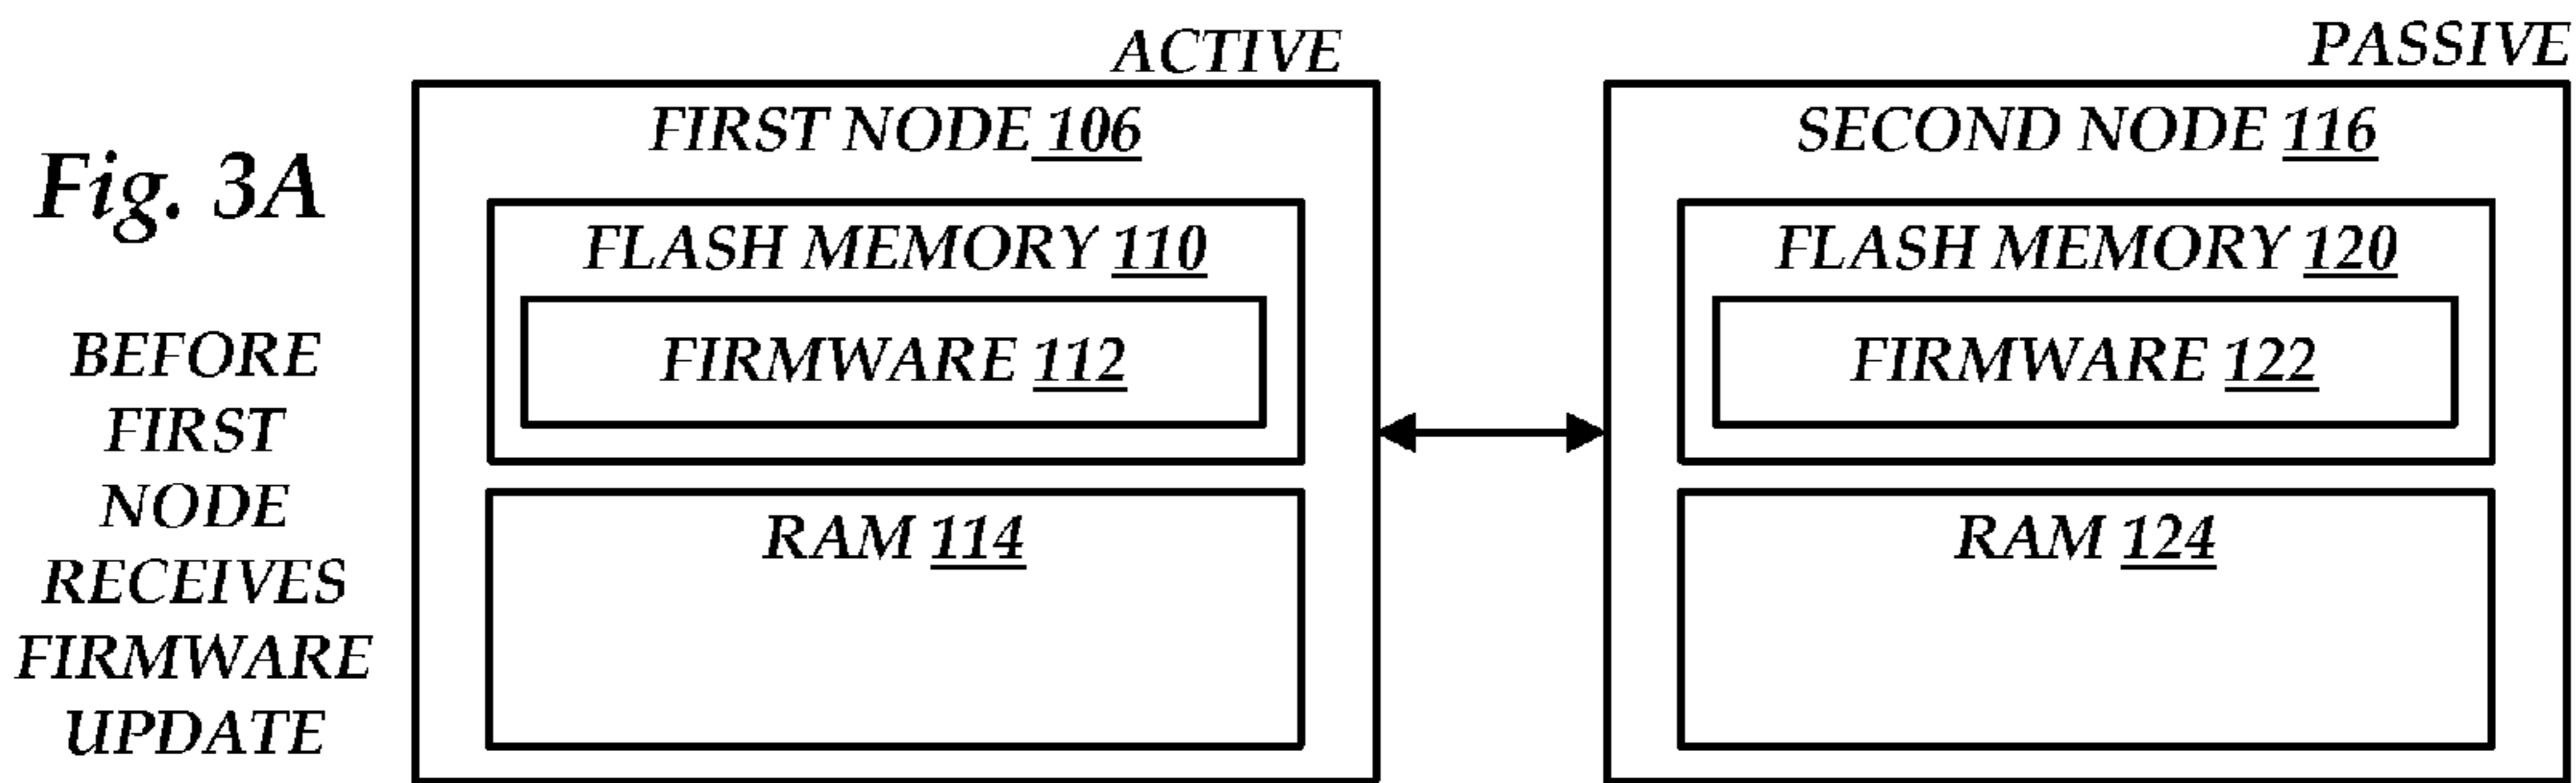 Fig. 3A
BEFORE
FIRST
NODE
RECEIVES
FIRMWARE
UPDATE
ACTIVE
FIRST NODE 106
FLASH MEMORY 110
FIRMWARE 112
RAM 114
PASSIVE
SECOND NODE 116
FLASH MEMORY 120
FIRMWARE 122
RAM 124